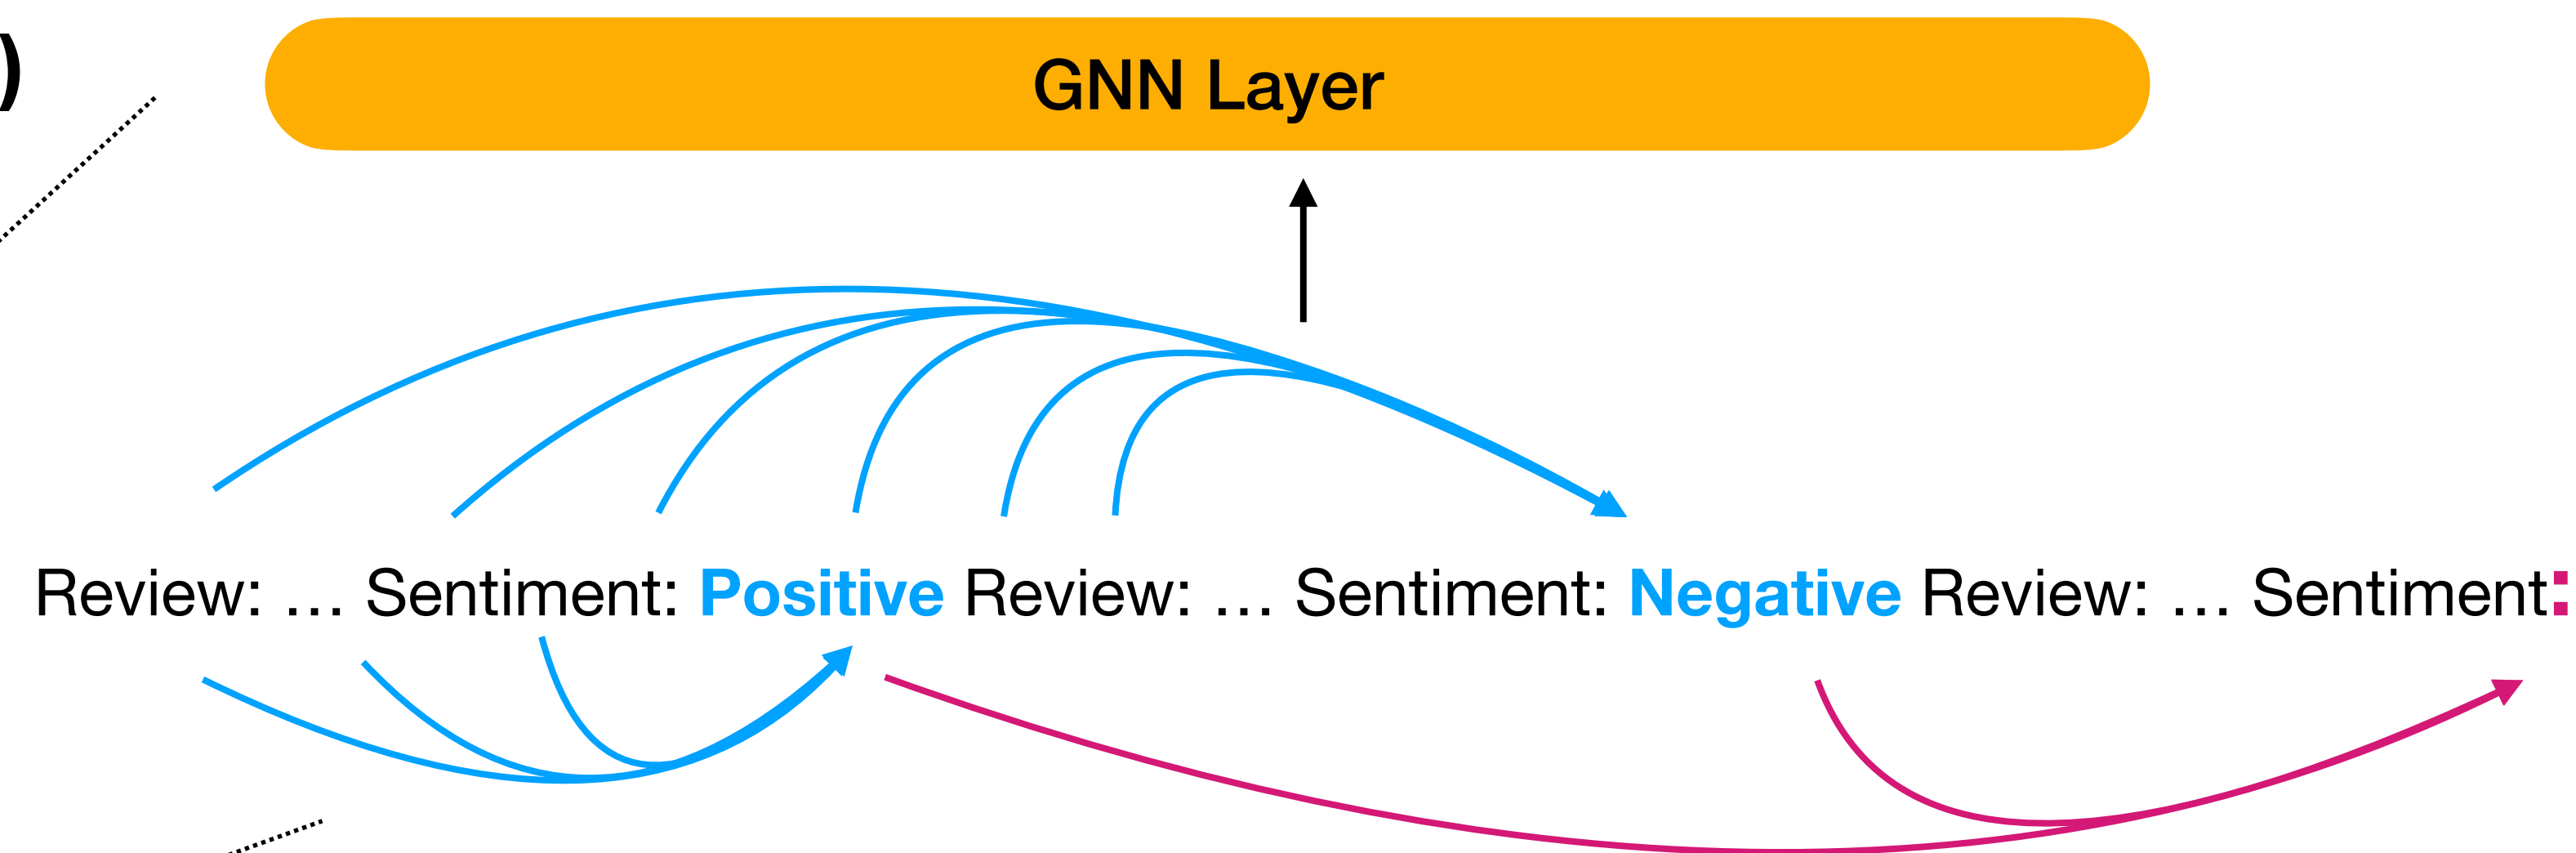 )
GNN Layer
Review: … Sentiment: Positive Review: … Sentiment: Negative Review: … Sentiment: